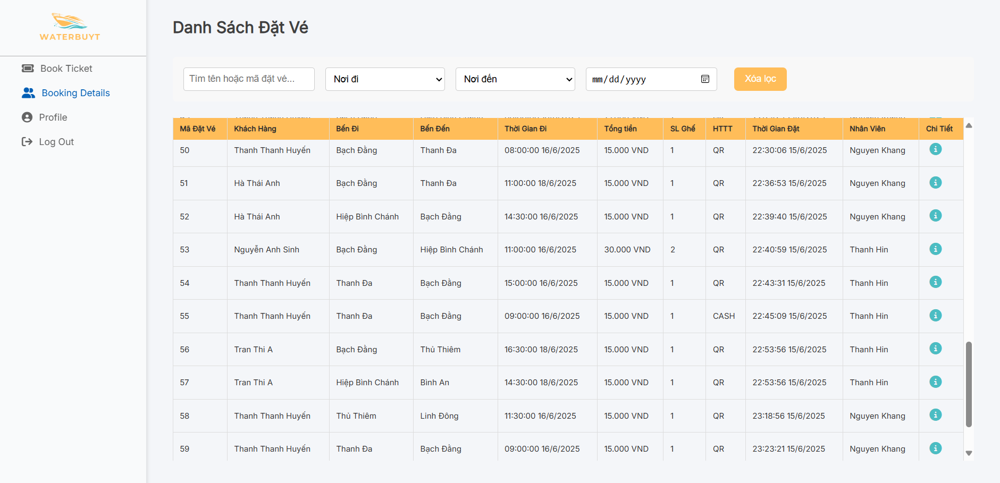 WATERBUYT
Book Ticket
Booking Details
Profile
Log Out
Danh Sách Đặt Vé
Tìm tên hoặc mã đặt vé... Nơi đi Nơi đến mm/dd/yyyy Xóa lọc
Mã Đặt Vé Khách Hàng Bến Đi Bến Đến Thời Gian Đi Tổng tiền SL Ghế HTTT Thời Gian Đặt Nhân Viên Chi Tiết
50 Thanh Thanh Huyến Bạch Đằng Thanh Đa 08:00:00 16/6/2025 15.000 VND 1 QR 22:30:06 15/6/2025 Nguyen Khang
51 Hà Thái Anh Bạch Đằng Thanh Đa 11:00:00 18/6/2025 15.000 VND 1 QR 22:36:53 15/6/2025 Nguyen Khang
52 Hà Thái Anh Hiệp Bình Chánh Bạch Đằng 14:30:00 16/6/2025 15.000 VND 1 QR 22:39:40 15/6/2025 Nguyen Khang
53 Nguyễn Anh Sinh Bạch Đằng Hiệp Bình Chánh 11:00:00 16/6/2025 30.000 VND 2 QR 22:40:59 15/6/2025 Thanh Hin
54 Thanh Thanh Huyến Thanh Đa Bạch Đằng 15:00:00 16/6/2025 15.000 VND 1 QR 22:43:31 15/6/2025 Thanh Hin
55 Thanh Thanh Huyến Thanh Đa Bạch Đằng 09:00:00 16/6/2025 15.000 VND 1 CASH 22:45:09 15/6/2025 Thanh Hin
56 Tran Thi A Bạch Đằng Thủ Thiêm 16:30:00 18/6/2025 15.000 VND 1 QR 22:53:56 15/6/2025 Thanh Hin
57 Tran Thi A Hiệp Bình Chánh Bình An 14:30:00 18/6/2025 15.000 VND 1 QR 22:53:56 15/6/2025 Thanh Hin
58 Thanh Thanh Huyến Thủ Thiêm Linh Đông 11:30:00 16/6/2025 15.000 VND 1 QR 23:18:56 15/6/2025 Nguyen Khang
59 Thanh Thanh Huyến Thanh Đa Bạch Đằng 09:00:00 16/6/2025 15.000 VND 1 QR 23:23:21 15/6/2025 Nguyen Khang